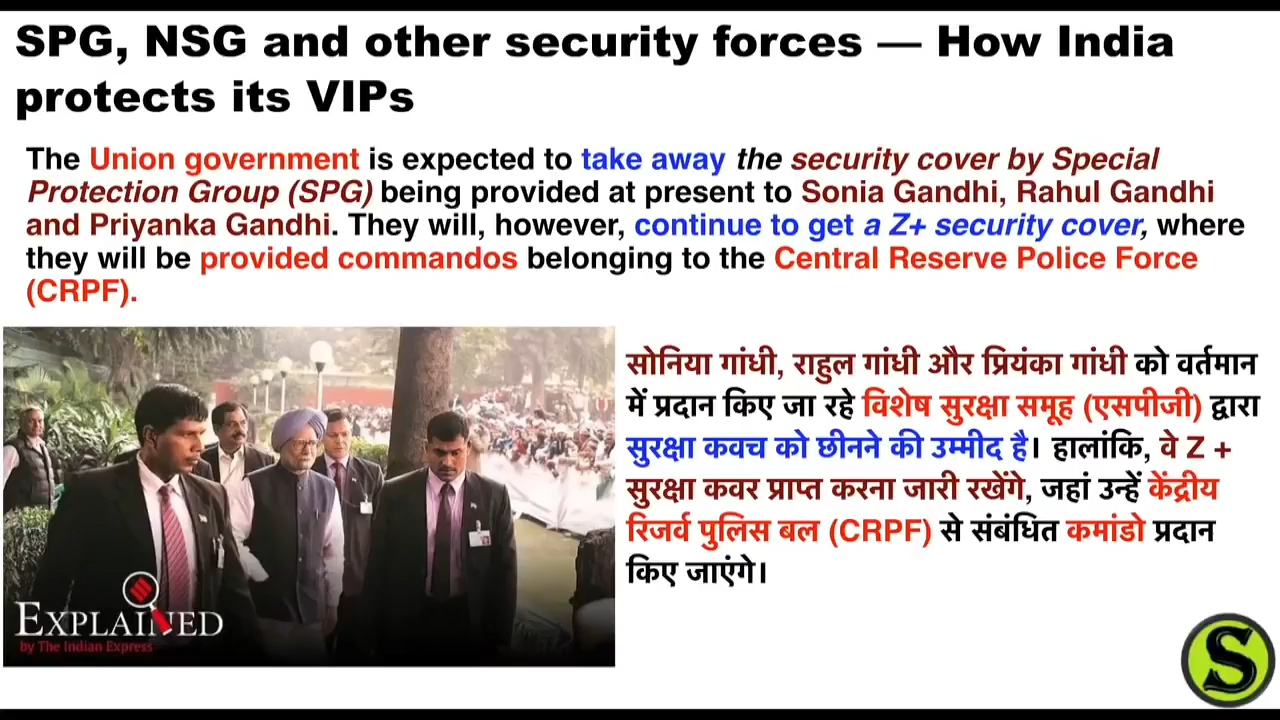 SPG, NSG and other security forces — How India
protects its VIPs
The Union government is expected to take away the security cover by Special
Protection Group (SPG) being provided at present to Sonia Gandhi, Rahul Gandhi
and Priyanka Gandhi. They will, however, continue to get a Z+ security cover, where
they will be provided commandos belonging to the Central Reserve Police Force
(CRPF).
सोनिया गांधी, राहुल गांधी और प्रियंका गांधी को वर्तमान
में प्रदान किए जा रहे विशेष सुरक्षा समूह (एसपीजी) द्वारा
सुरक्षा कवच को छीनने की उम्मीद है। हालांकि, वे Z +
सुरक्षा कवर प्राप्त करना जारी रखेंगे, जहां उन्हें केंद्रीय
रिजर्व पुलिस बल (CRPF) से संबंधित कमांडो प्रदान
किए जाएंगे।
EXPLAINED
by The Indian Express
S